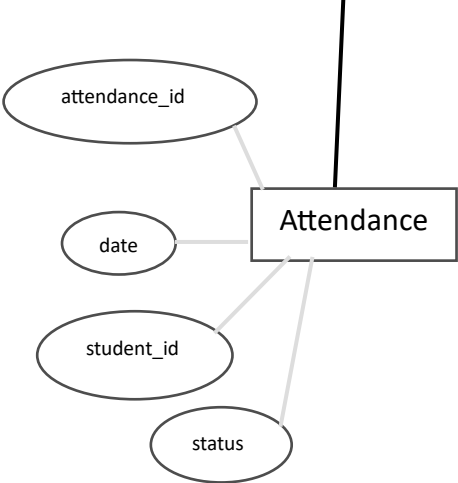 attendance_id
Attendance
date
student_id
status